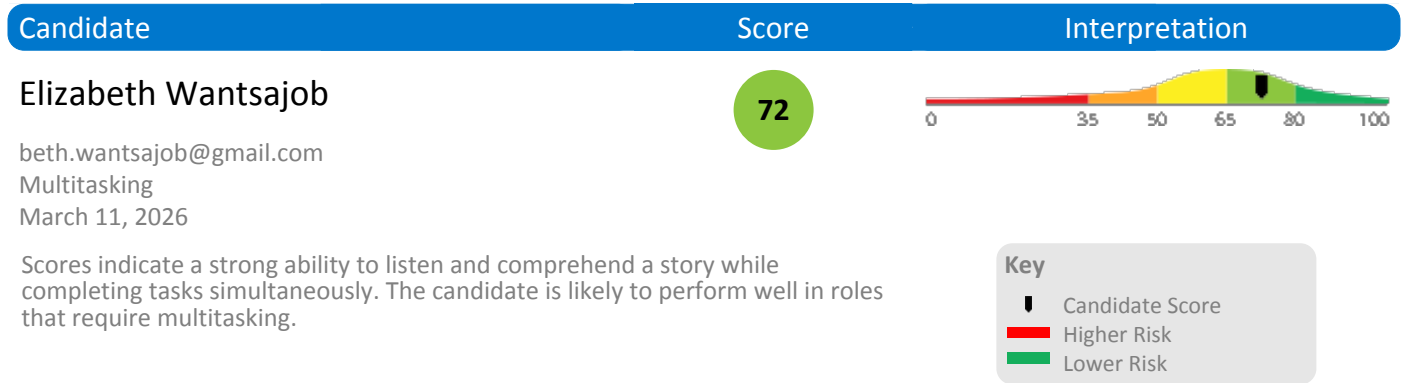 Candidate Score Interpretation
Elizabeth Wantsajob
72
0 35 50 65 80 100
beth.wantsajob@gmail.com
Multitasking
March 11, 2026
Scores indicate a strong ability to listen and comprehend a story while
completing tasks simultaneously. The candidate is likely to perform well in roles
that require multitasking.
Key
Candidate Score
Higher Risk
Lower Risk